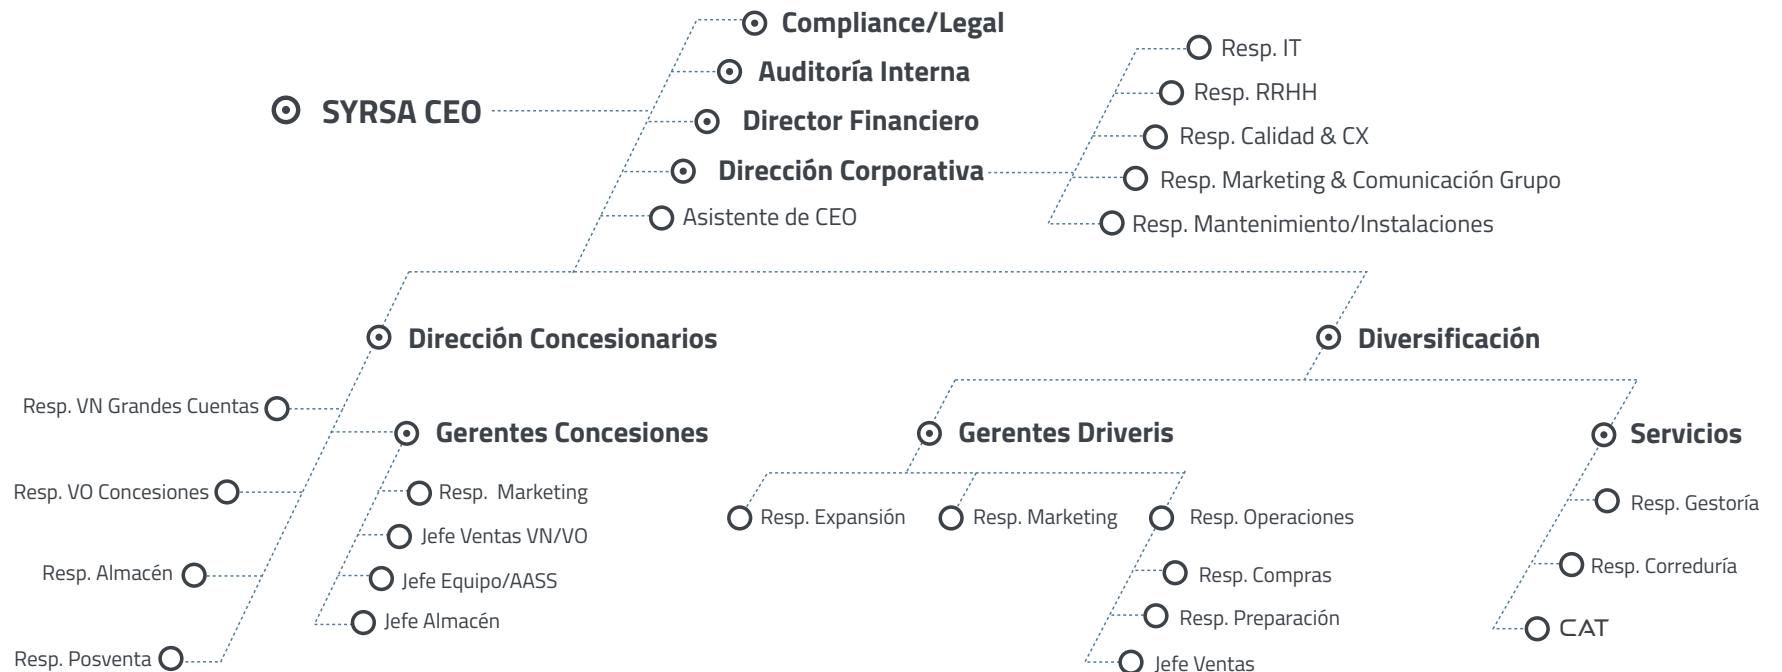 Compliance/Legal
Auditoría Interna
SYRSA CEO
Director Financiero
Dirección Corporativa
Asistente de CEO
Resp. IT
Resp. RRHH
Resp. Calidad & CX
Resp. Marketing & Comunicación Grupo
Resp. Mantenimiento/Instalaciones
Dirección Concesionarios
Resp. VN Grandes Cuentas
Resp. VO Concesiones
Resp. Almacén
Resp. Posventa
Gerentes Concesiones
Resp. Marketing
Jefe Ventas VN/VO
Jefe Equipo/AASS
Jefe Almacén
Diversificación
Gerentes Driveris
Resp. Expansión
Resp. Marketing
Resp. Operaciones
Resp. Compras
Resp. Preparación
Jefe Ventas
Servicios
Resp. Gestoría
Resp. Correduría
CAT